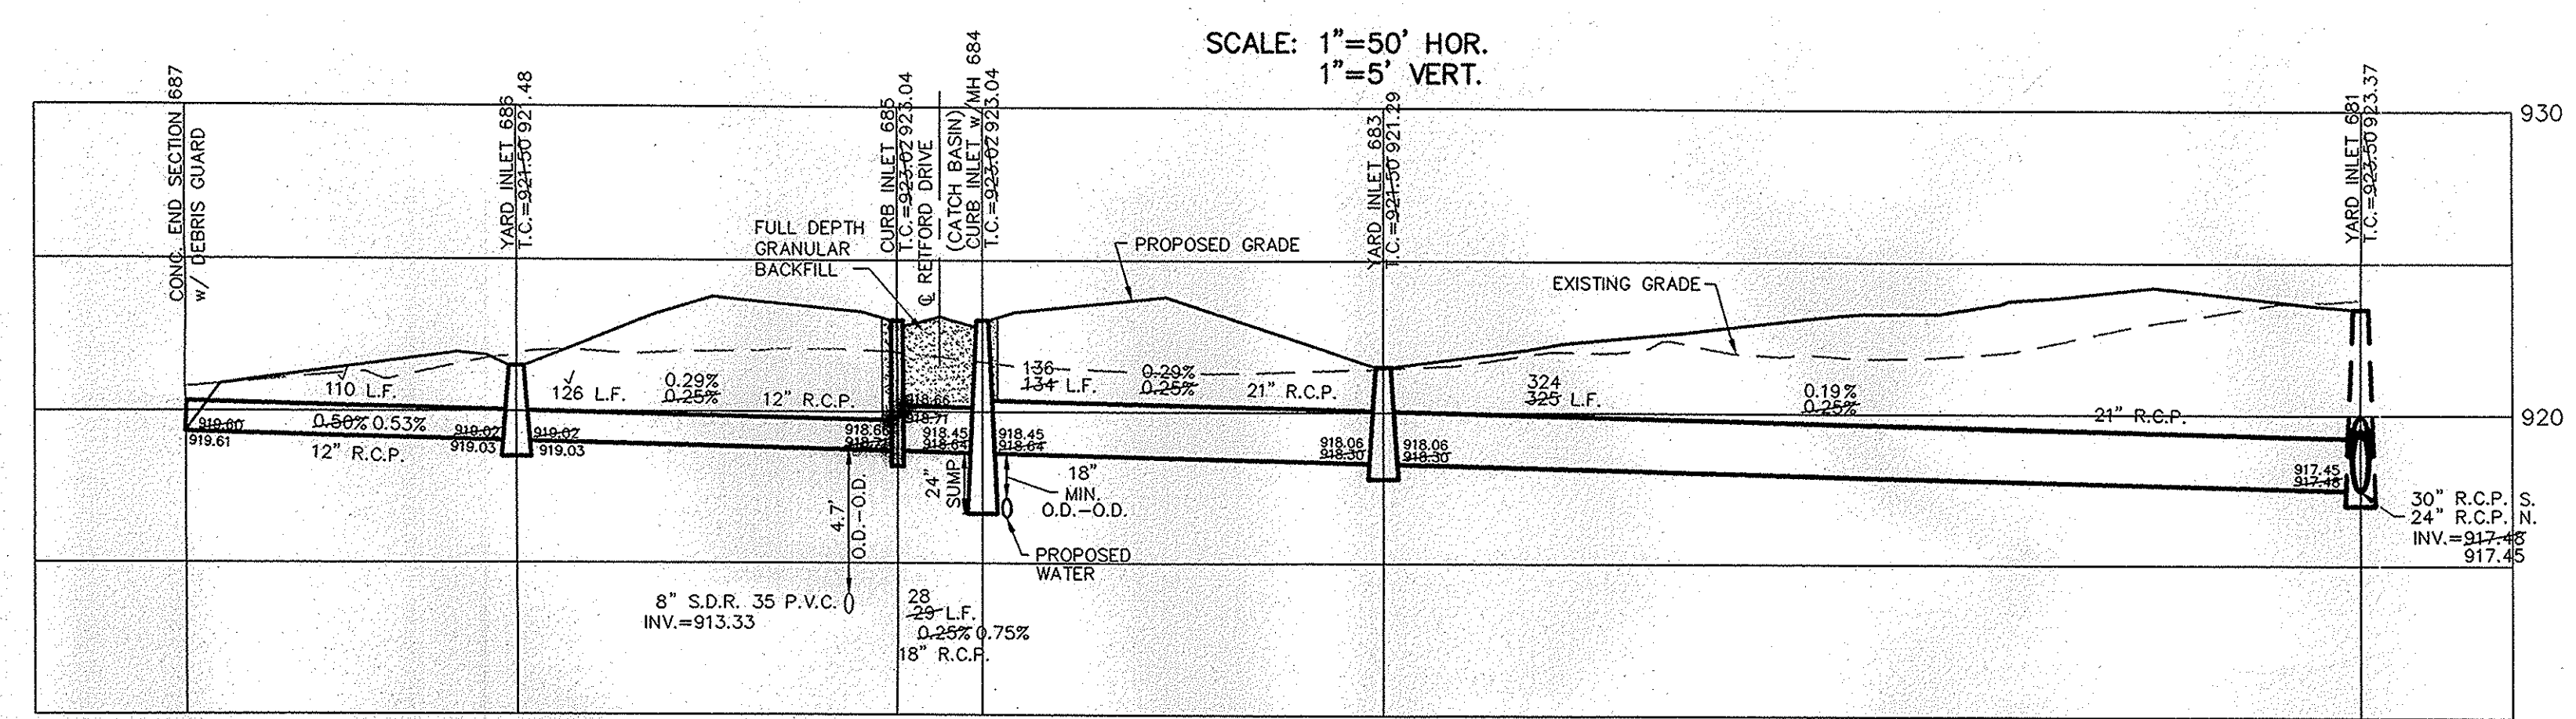 SCALE: 1"=50' HOR.
1"=5' VERT.
CONC. END SECTION 687
w/ DEBRIS GUARD
YARD INLET 686
T.C.=921.50 921.48
CURB INLET 685
T.C.=923.02 923.04
℄ RETFORD DRIVE
(CATCH BASIN)
CURB INLET w/MH 684
T.C.=923.02 923.04
YARD INLET 683
T.C.=921.50 921.29
YARD INLET 681
T.C.=923.50 923.37
930
FULL DEPTH
GRANULAR
BACKFILL
PROPOSED GRADE
EXISTING GRADE
110 L.F.
0.50% 0.53%
12" R.C.P.
919.60
919.61
919.02
919.03
919.02
919.03
126 L.F.
0.29%
0.25%
12" R.C.P.
918.66
918.71
918.66
918.71
918.45
918.64
918.45
918.64
136
134 L.F.
0.29%
0.25%
21" R.C.P.
918.06
918.30
918.06
918.30
324
325 L.F.
0.19%
0.25%
21" R.C.P.
920
917.45
917.48
30" R.C.P. S.
24" R.C.P. N.
INV.=917.48
917.45
4.7'
O.D.-O.D.
24"
SUMP
18"
MIN.
O.D.-O.D.
PROPOSED
WATER
8" S.D.R. 35 P.V.C.
INV.=913.33
28
29 L.F.
0.25% 0.75%
18" R.C.P.